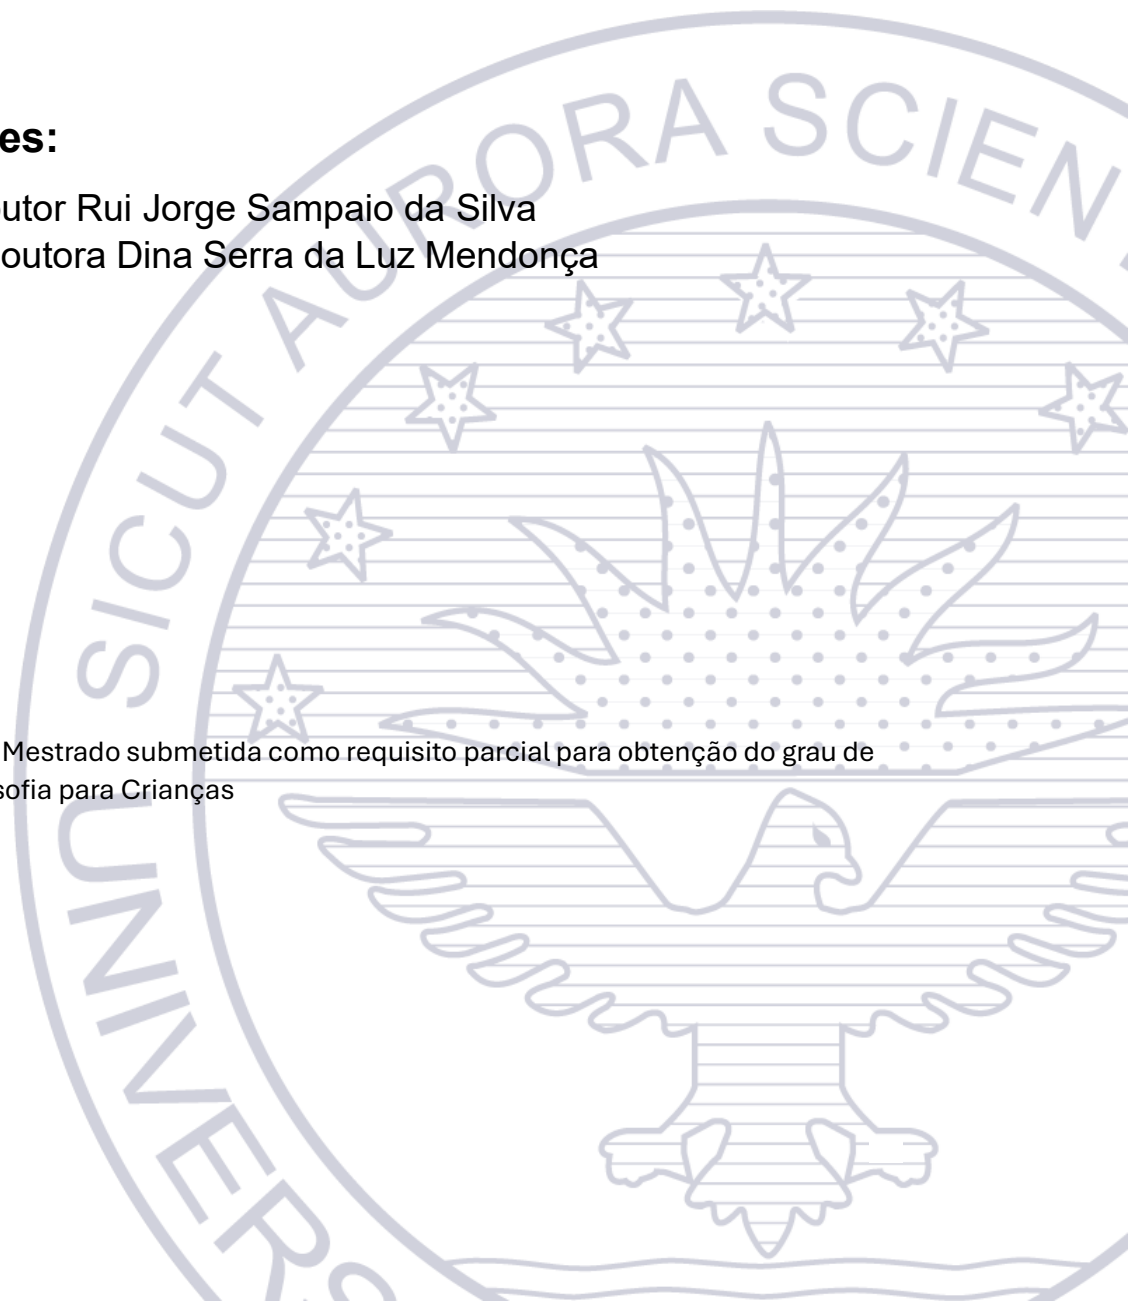 es:
utor Rui Jorge Sampaio da Silva
outora Dina Serra da Luz Mendonça
Mestrado submetida como requisito parcial para obtenção do grau de
sofia para Crianças
SICUT AURORA SCIEN
UNIVERS